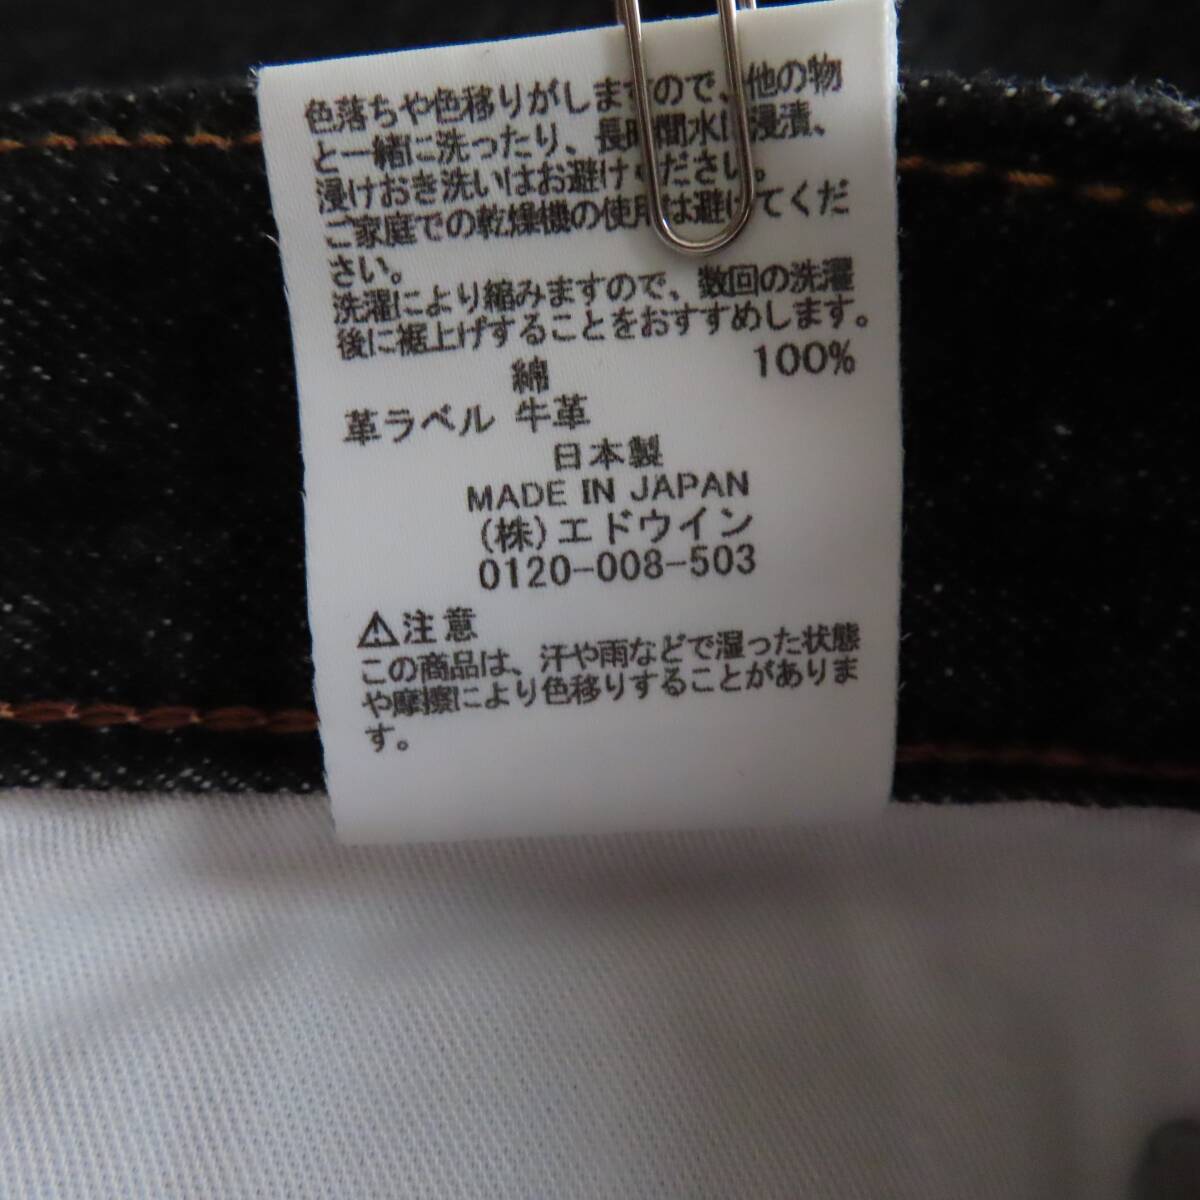 色落ちや色移りがしますので、他の物
と一緒に洗ったり、長時間水に浸漬、
浸けおき洗いはお避けください。
ご家庭での乾燥機の使用は避けてくだ
さい。
洗濯により縮みますので、数回の洗濯
後に裾上げすることをおすすめします。
綿 100%
革ラベル 牛革
日本製
MADE IN JAPAN
(株)エドウイン
0120-008-503
⚠注意
この商品は、汗や雨などで湿った状態
や摩擦により色移りすることがありま
す。